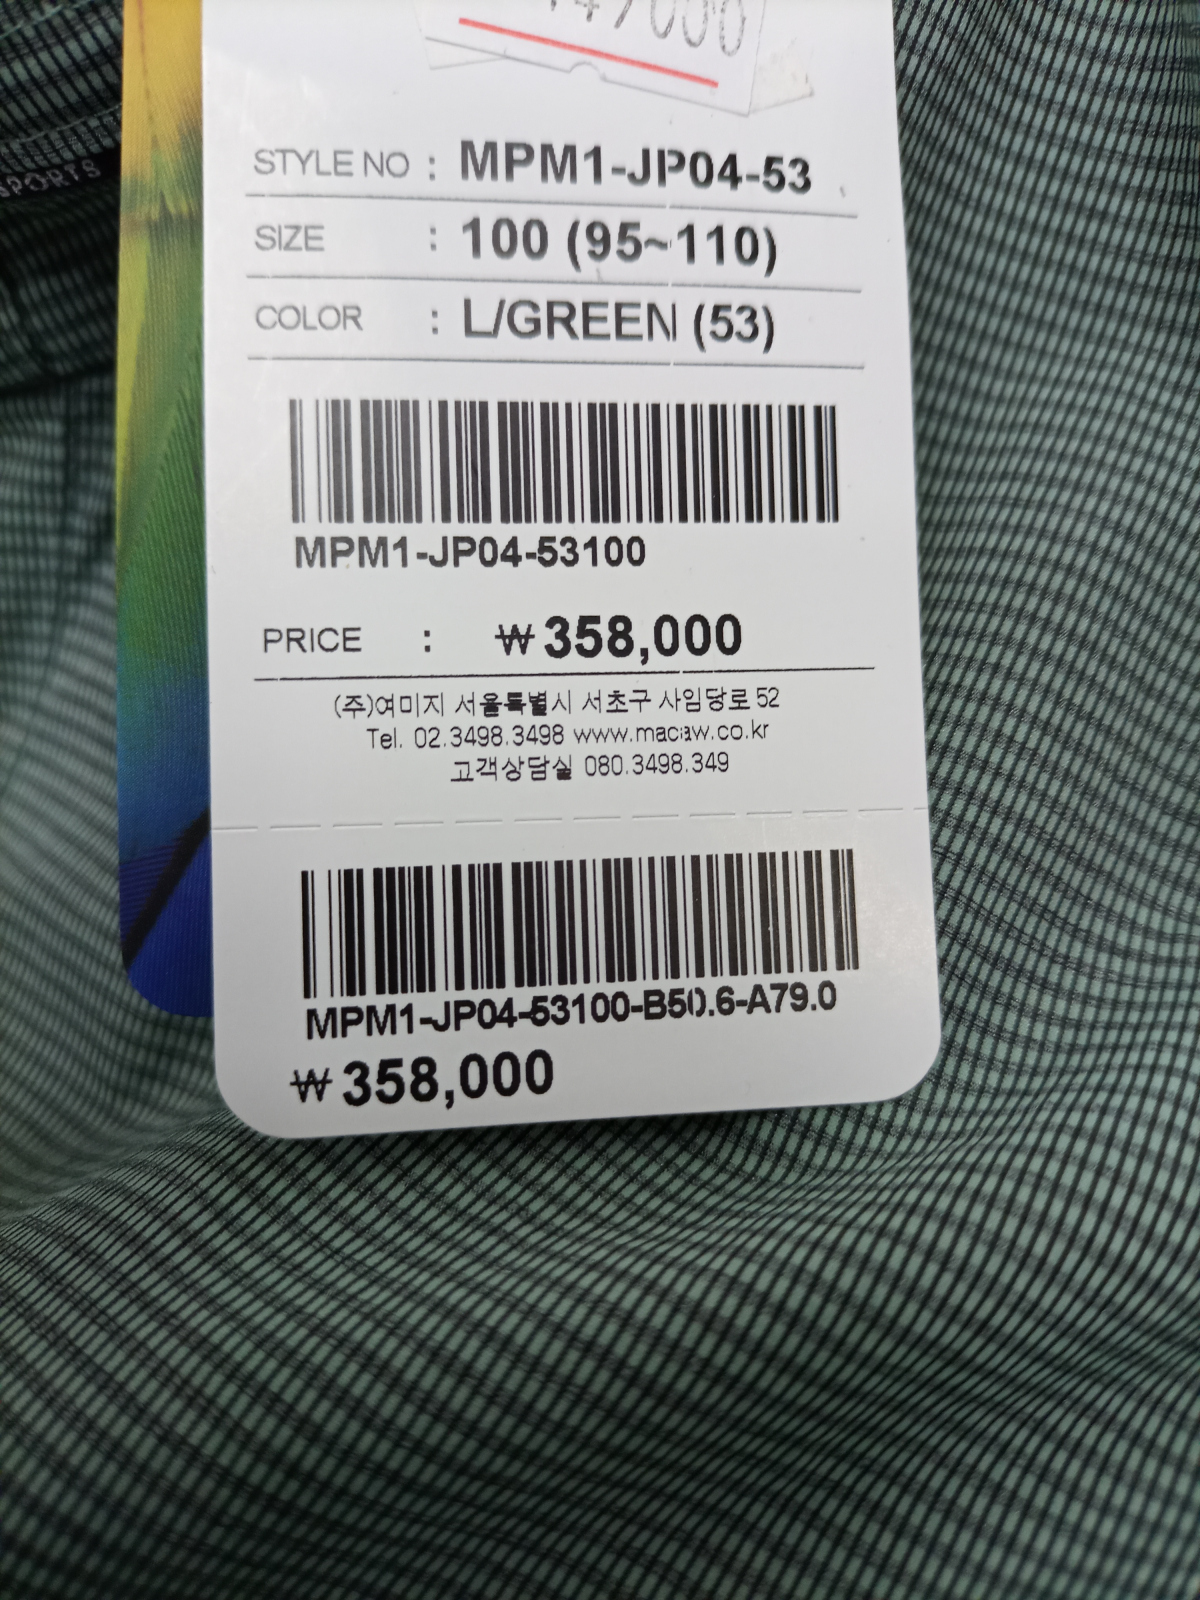 SPORTS
STYLE NO : MPM1-JP04-53
SIZE : 100 (95~110)
COLOR : L/GREEN (53)
MPM1-JP04-53100
PRICE : ₩358,000
(주)여미지 서울특별시 서초구 사임당로 52
Tel. 02.3498.3498 www.macaw.co.kr
고객상담실 080.3498.349
MPM1-JP04-53100-B50.6-A79.0
₩358,000